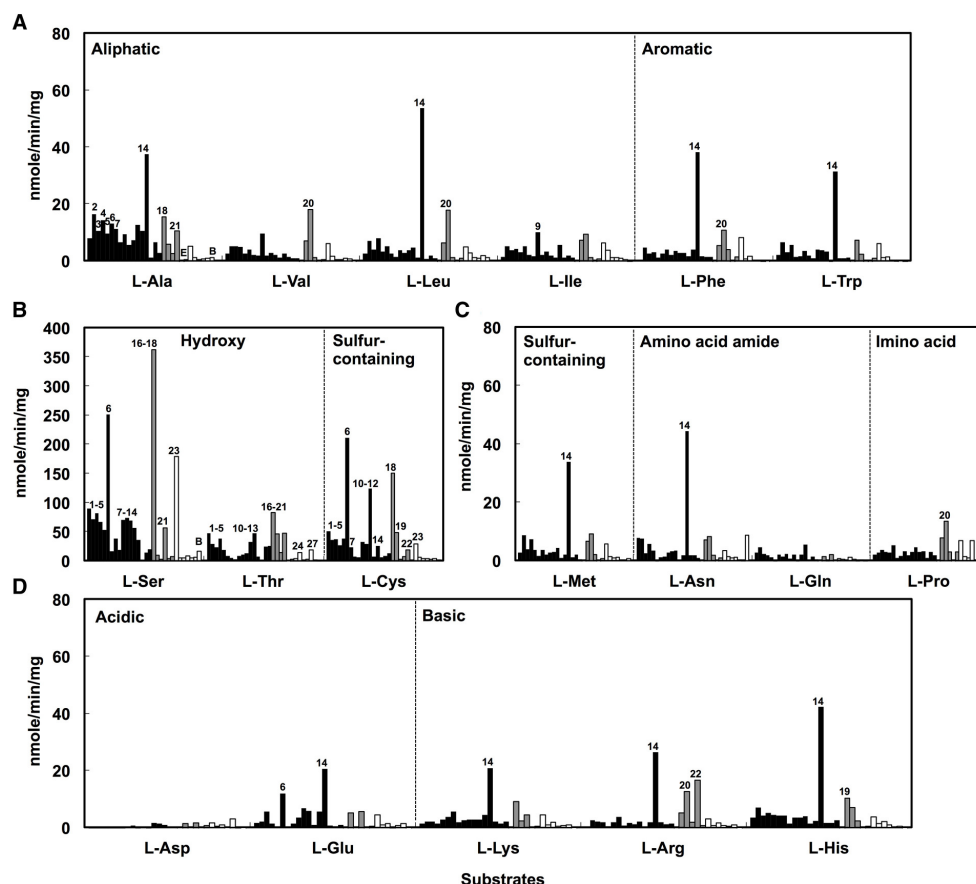 A
80
60
40
20
0
nmole/min/mg
Aliphatic
Aromatic
2
3
4
5
6
7
14
18
21
E
B
20
14
20
9
14
20
14
L-Ala L-Val L-Leu L-Ile L-Phe L-Trp
B
400
350
300
250
200
150
100
50
0
nmole/min/mg
Hydroxy
Sulfur-
containing
1-5
6
7-14
16-18
21
23
B
1-5
10-13
16-21
24
27
1-5
6
7
10-12
14
18
19
22
23
L-Ser L-Thr L-Cys
C
80
60
40
20
0
nmole/min/mg
Sulfur-
containing
Amino acid amide
Imino acid
14
14
20
L-Met L-Asn L-Gln L-Pro
D
80
60
40
20
0
nmole/min/mg
Acidic
Basic
6
14
14
14
20
22
14
19
L-Asp L-Glu L-Lys L-Arg L-His
Substrates